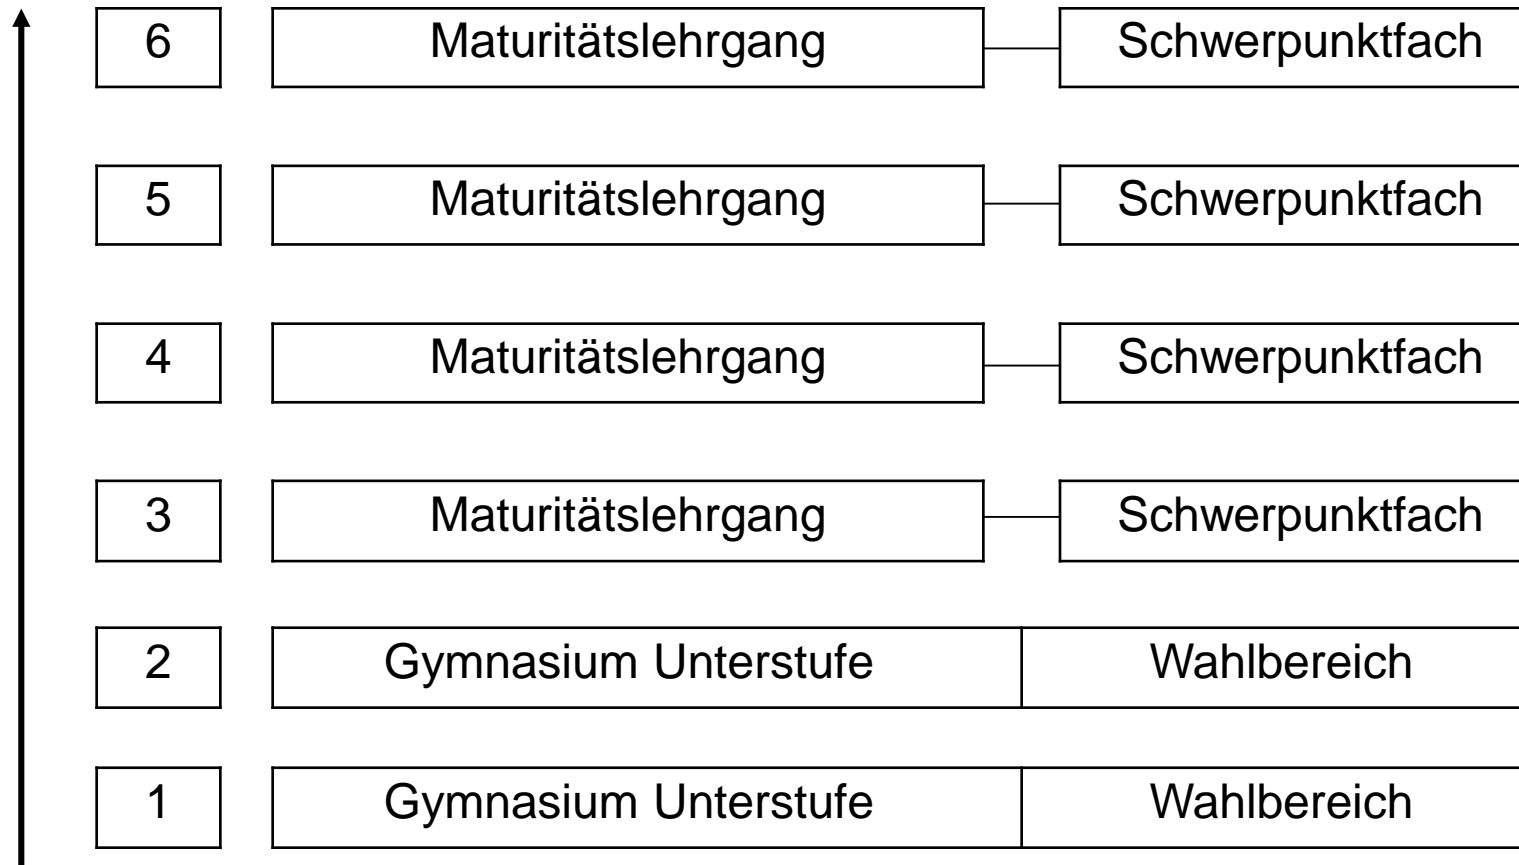 6 Maturitätslehrgang Schwerpunktfach
5 Maturitätslehrgang Schwerpunktfach
4 Maturitätslehrgang Schwerpunktfach
3 Maturitätslehrgang Schwerpunktfach
2 Gymnasium Unterstufe Wahlbereich
1 Gymnasium Unterstufe Wahlbereich